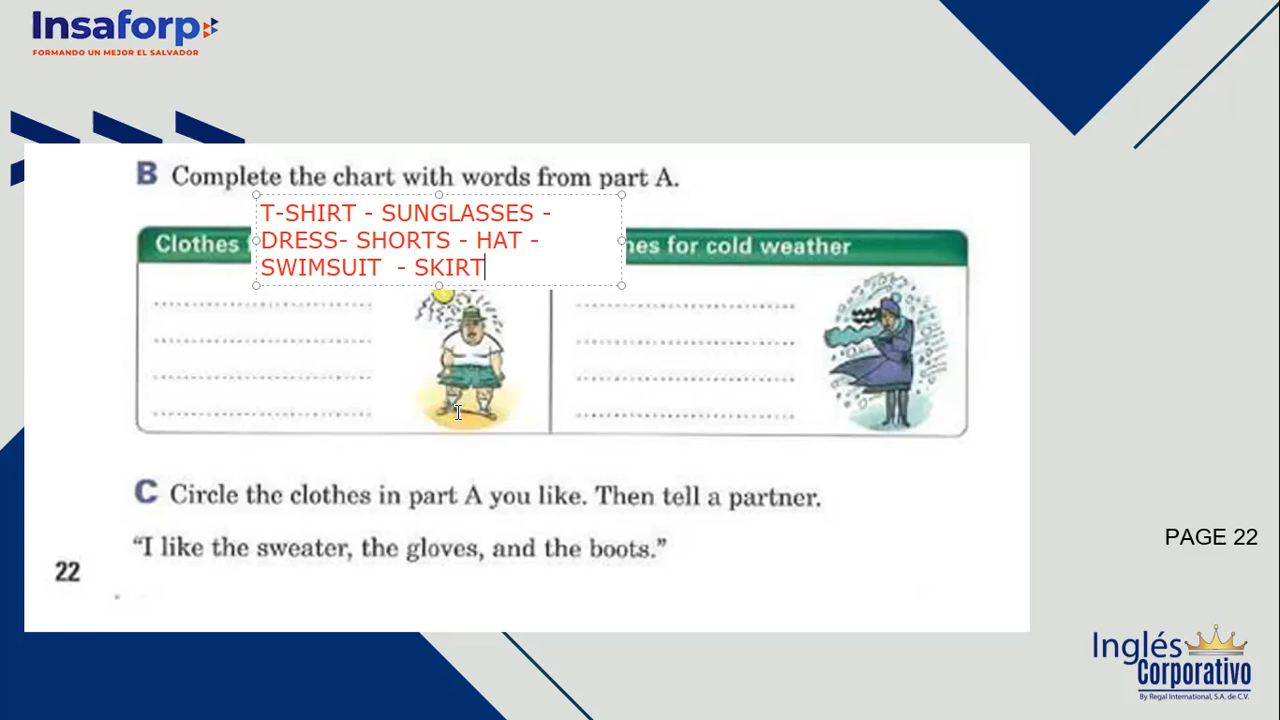 Insaforp
FORMANDO UN MEJOR EL SALVADOR
B Complete the chart with words from part A.
T-SHIRT - SUNGLASSES -
DRESS- SHORTS - HAT -
SWIMSUIT - SKIRT
Clothes
for cold weather
C Circle the clothes in part A you like. Then tell a partner.
“I like the sweater, the gloves, and the boots.”
22
PAGE 22
Inglés
Corporativo
By Regal International, S.A. de C.V.